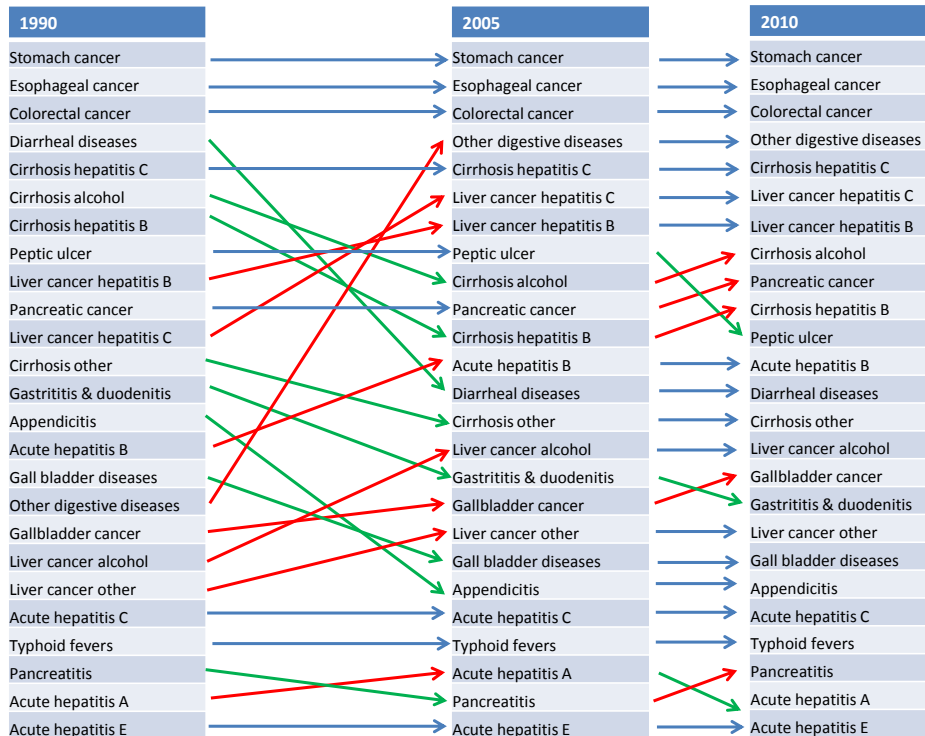 1990
Stomach cancer
Esophageal cancer
Colorectal cancer
Diarrheal diseases
Cirrhosis hepatitis C
Cirrhosis alcohol
Cirrhosis hepatitis B
Peptic ulcer
Liver cancer hepatitis B
Pancreatic cancer
Liver cancer hepatitis C
Cirrhosis other
Gastrititis & duodenitis
Appendicitis
Acute hepatitis B
Gall bladder diseases
Other digestive diseases
Gallbladder cancer
Liver cancer alcohol
Liver cancer other
Acute hepatitis C
Typhoid fevers
Pancreatitis
Acute hepatitis A
Acute hepatitis E
2005
Stomach cancer
Esophageal cancer
Colorectal cancer
Other digestive diseases
Cirrhosis hepatitis C
Liver cancer hepatitis C
Liver cancer hepatitis B
Peptic ulcer
Cirrhosis alcohol
Pancreatic cancer
Cirrhosis hepatitis B
Acute hepatitis B
Diarrheal diseases
Cirrhosis other
Liver cancer alcohol
Gastrititis & duodenitis
Gallbladder cancer
Liver cancer other
Gall bladder diseases
Appendicitis
Acute hepatitis C
Typhoid fevers
Acute hepatitis A
Pancreatitis
Acute hepatitis E
2010
Stomach cancer
Esophageal cancer
Colorectal cancer
Other digestive diseases
Cirrhosis hepatitis C
Liver cancer hepatitis C
Liver cancer hepatitis B
Cirrhosis alcohol
Pancreatic cancer
Cirrhosis hepatitis B
Peptic ulcer
Acute hepatitis B
Diarrheal diseases
Cirrhosis other
Liver cancer alcohol
Gallbladder cancer
Gastrititis & duodenitis
Liver cancer other
Gall bladder diseases
Appendicitis
Acute hepatitis C
Typhoid fevers
Pancreatitis
Acute hepatitis A
Acute hepatitis E